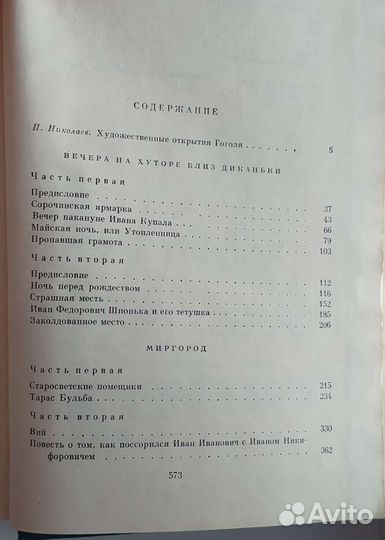 СОДЕРЖАНИЕ
П. Николаев. Художественные открытия Гоголя . . . . . . . 5
ВЕЧЕРА НА ХУТОРЕ БЛИЗ ДИКАНЬКИ
Часть первая
Предисловие . . . . . . . . . . . . . . . 37
Сорочинская ярмарка . . . . . . . . . . . . 43
Вечер накануне Ивана Купала . . . . . . . . . 66
Майская ночь, или Утопленница . . . . . . . . 79
Пропавшая грамота . . . . . . . . . . . . . 103
Часть вторая
Предисловие . . . . . . . . . . . . . . . 112
Ночь перед рождеством . . . . . . . . . . . 116
Страшная месть . . . . . . . . . . . . . . 152
Иван Федорович Шпонька и его тетушка . . . . . . 185
Заколдованное место . . . . . . . . . . . . 206
МИРГОРОД
Часть первая
Старосветские помещики . . . . . . . . . . . 215
Тарас Бульба . . . . . . . . . . . . . . . 234
Часть вторая
Вий . . . . . . . . . . . . . . . . . . 330
Повесть о том, как поссорился Иван Иванович с Иваном Ники-
форовичем . . . . . . . . . . . . . . . 362
573
Avito